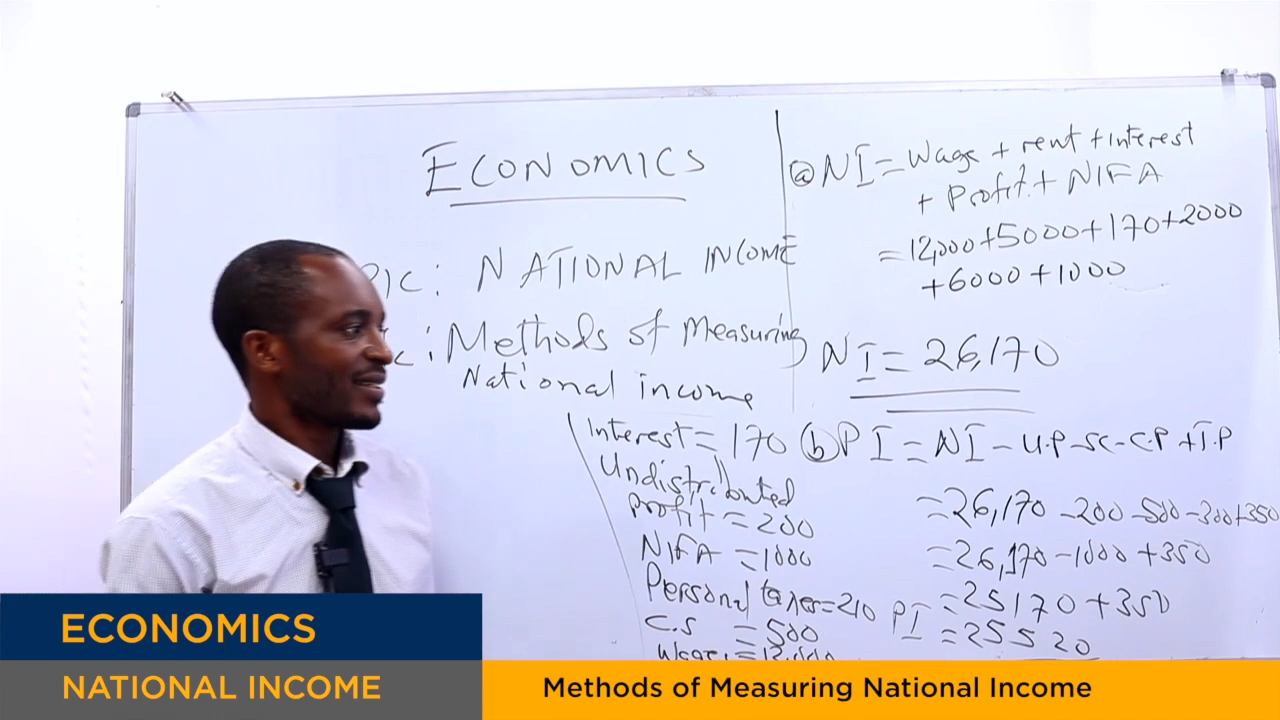 ECONOMICS
PIC: NATIONAL INCOME
C: Methods of Measuring
National income
Interest = 170
Undistributed
Profit = 200
NIFA = 1000
Personal taxes = 210
C.S = 500
Wages = 12,000
(a) NI = Wage + rent + Interest
+ Profit + NIFA
= 12,000 + 5000 + 170 + 2000
+ 6000 + 1000
NI = 26,170
(b) PI = NI - U.P - SC - C.P + T.P
= 26,170 - 200 - 500 - 300 + 350
= 26,170 - 1000 + 350
= 25170 + 350
PI = 25520
ECONOMICS
NATIONAL INCOME
Methods of Measuring National Income